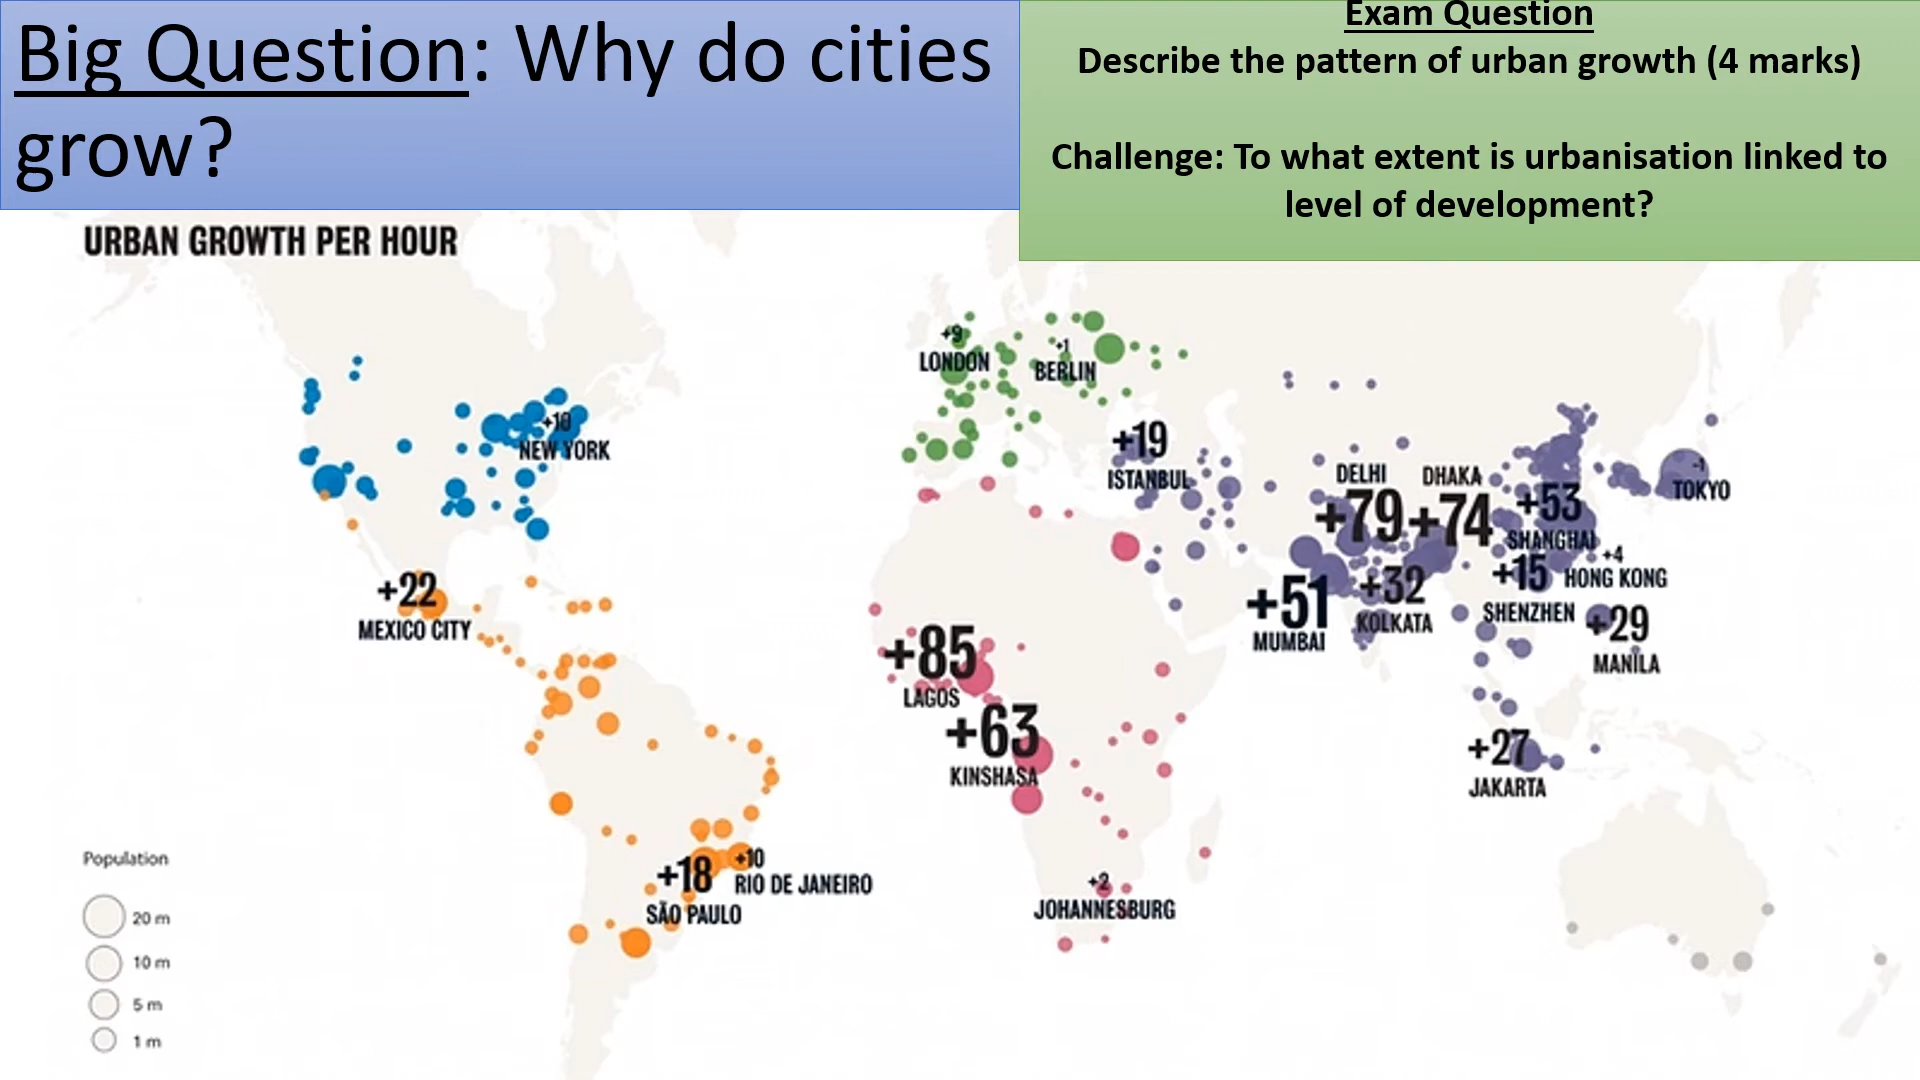 Big Question: Why do cities
grow?
Exam Question
Describe the pattern of urban growth (4 marks)
Challenge: To what extent is urbanisation linked to
level of development?
URBAN GROWTH PER HOUR
+9
LONDON
+1
BERLIN
NEW YORK
+19
ISTANBUL
DELHI
+79
DHAKA
+74
+53
SHANGHAI
-1
TOKYO
+4
HONG KONG
+15
SHENZHEN
+22
MEXICO CITY
+51
MUMBAI
+32
KOLKATA
+29
MANILA
+85
LAGOS
+63
KINSHASA
+27
JAKARTA
+18
SÃO PAULO
+10
RIO DE JANEIRO
+2
JOHANNESBURG
Population
20 m
10 m
5 m
1 m